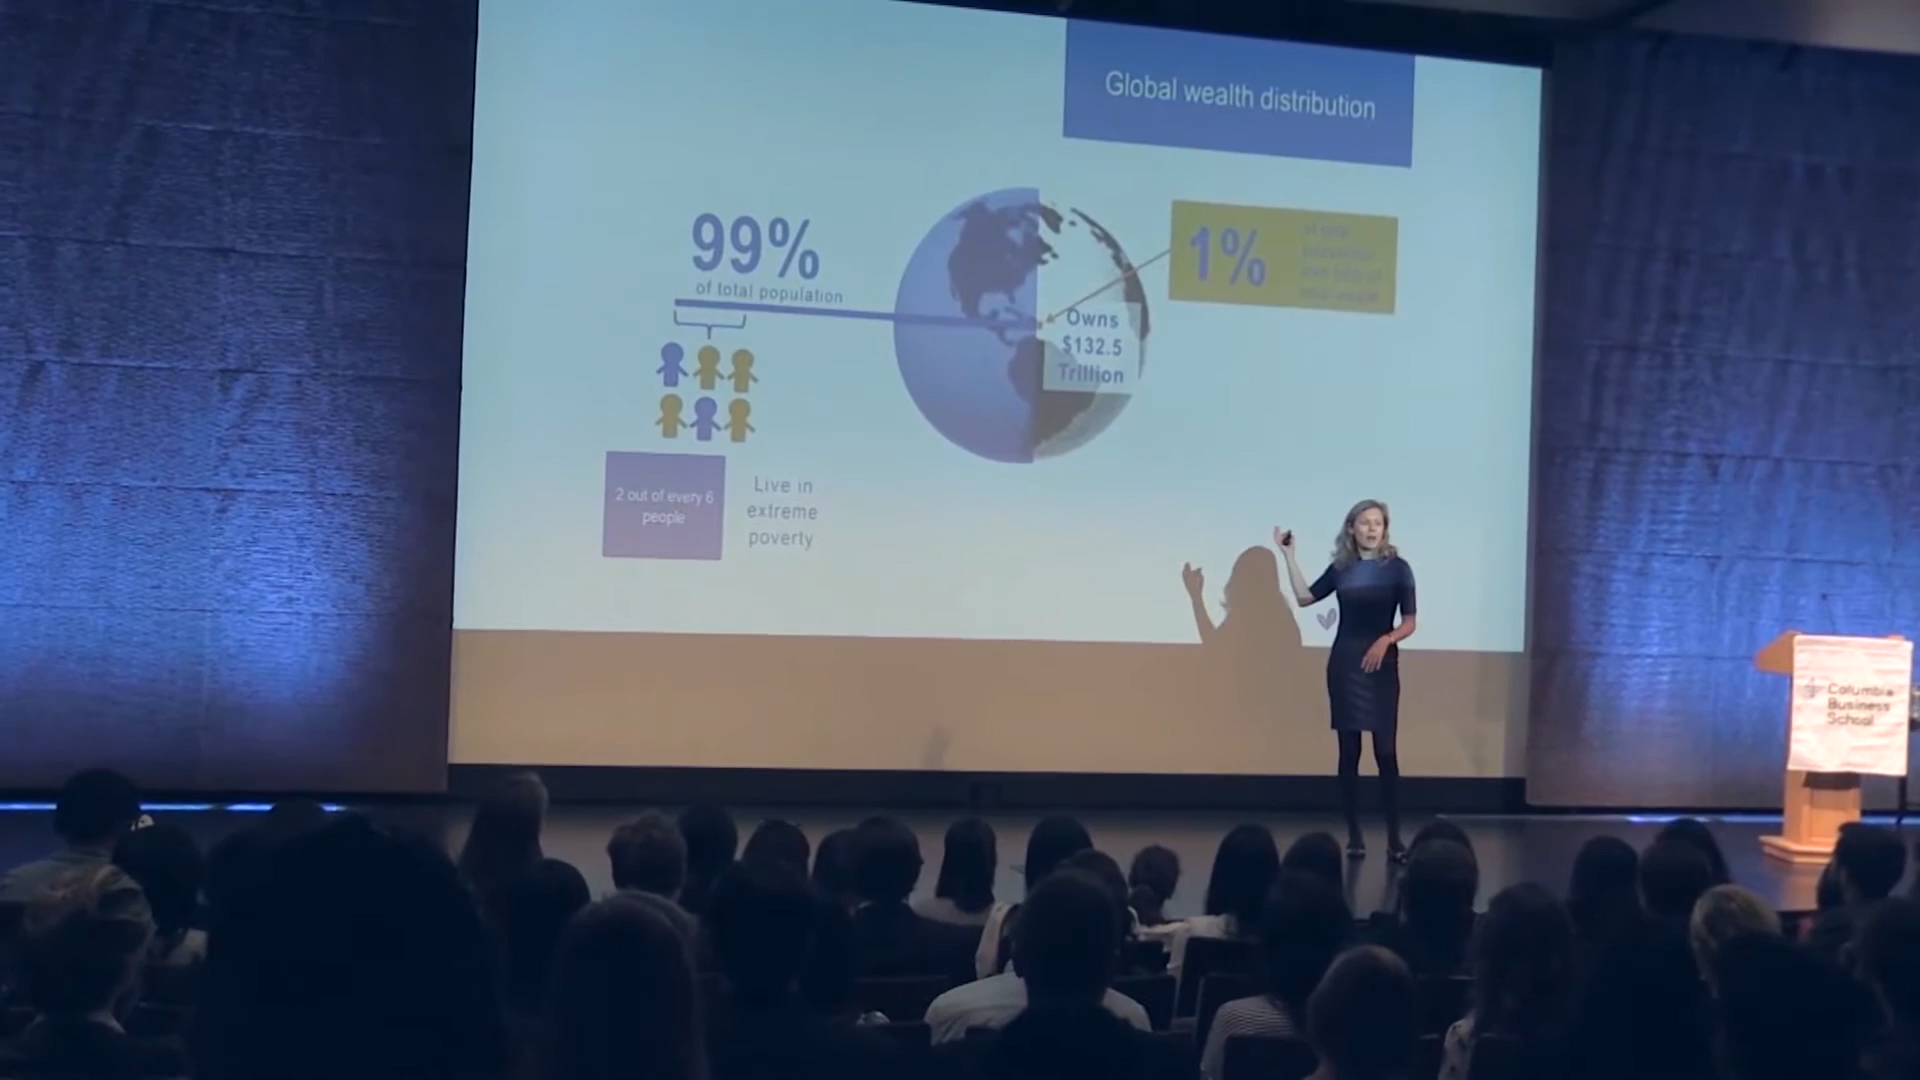 Global wealth distribution
99%
of total population
1%
Owns
$132.5
Trillion
2 out of every 6
people
Live in
extreme
poverty
Columbia
Business
School